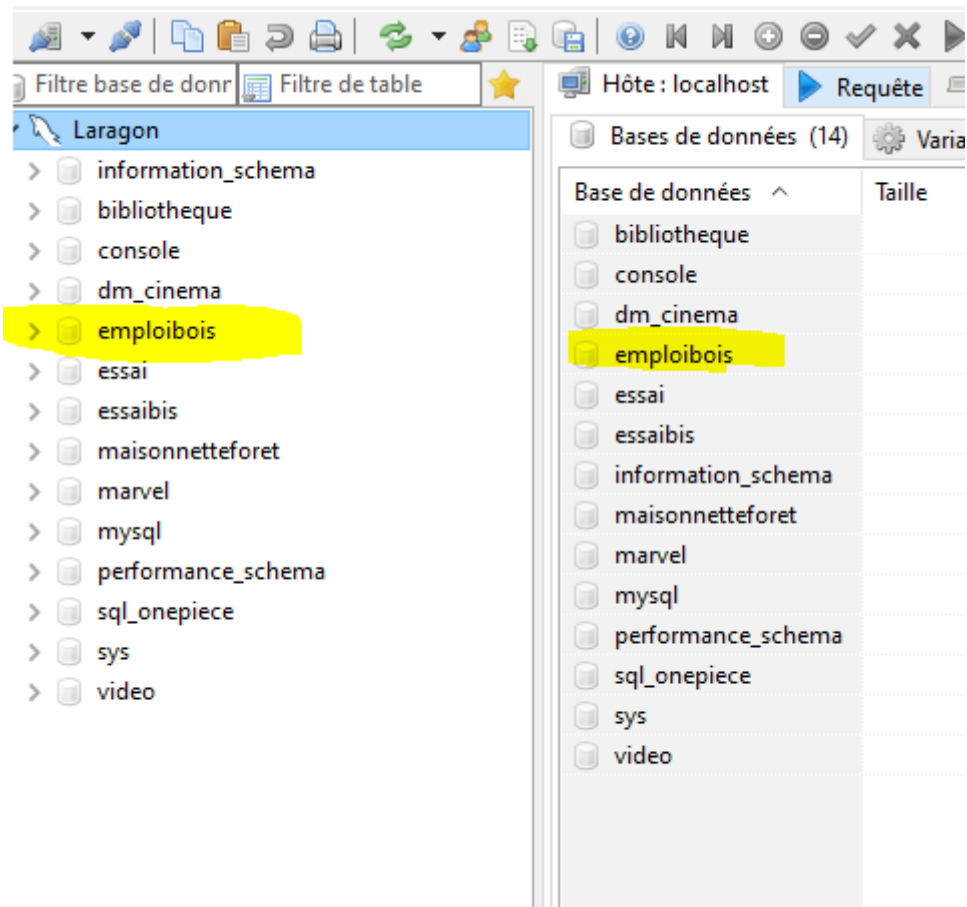 Filtre base de donr
Filtre de table
Hôte : localhost
Requête
Laragon
information_schema
bibliotheque
console
dm_cinema
emploibois
essai
essaibis
maisonnetteforet
marvel
mysql
performance_schema
sql_onepiece
sys
video
Bases de données (14)
Varia
Base de données
Taille
bibliotheque
console
dm_cinema
emploibois
essai
essaibis
information_schema
maisonnetteforet
marvel
mysql
performance_schema
sql_onepiece
sys
video